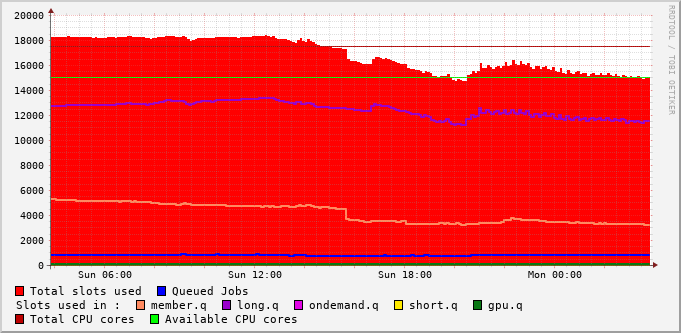 20000
18000
16000
14000
12000
10000
8000
6000
4000
2000
0
Sun 06:00 Sun 12:00 Sun 18:00 Mon 00:00
RRDTOOL / TOBI OETIKER
Total slots used Queued Jobs
Slots used in : member.q long.q ondemand.q short.q gpu.q
Total CPU cores Available CPU cores